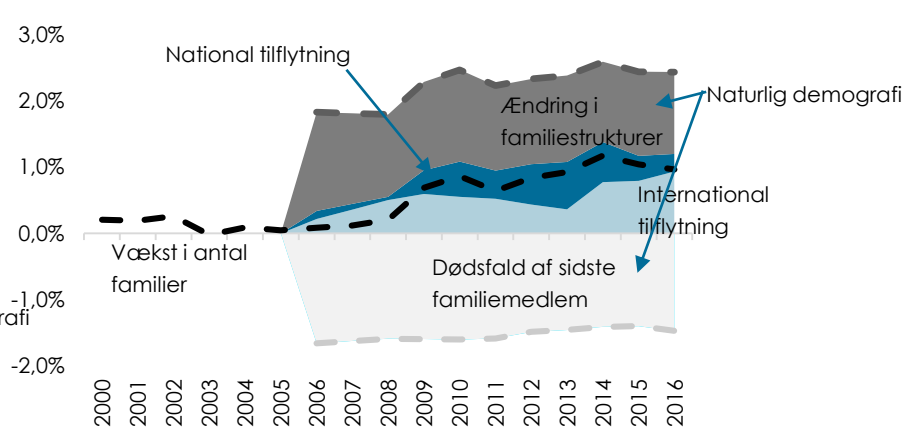 3,0%
National tilflytning
2,0%
Naturlig demografi
Ændring i
familiestrukturer
1,0%
International
tilflytning
0,0%
Vækst i antal
familier
Dødsfald af sidste
familiemedlem
-1,0%
rafi
-2,0%
2000
2001
2002
2003
2004
2005
2006
2007
2008
2009
2010
2011
2012
2013
2014
2015
2016